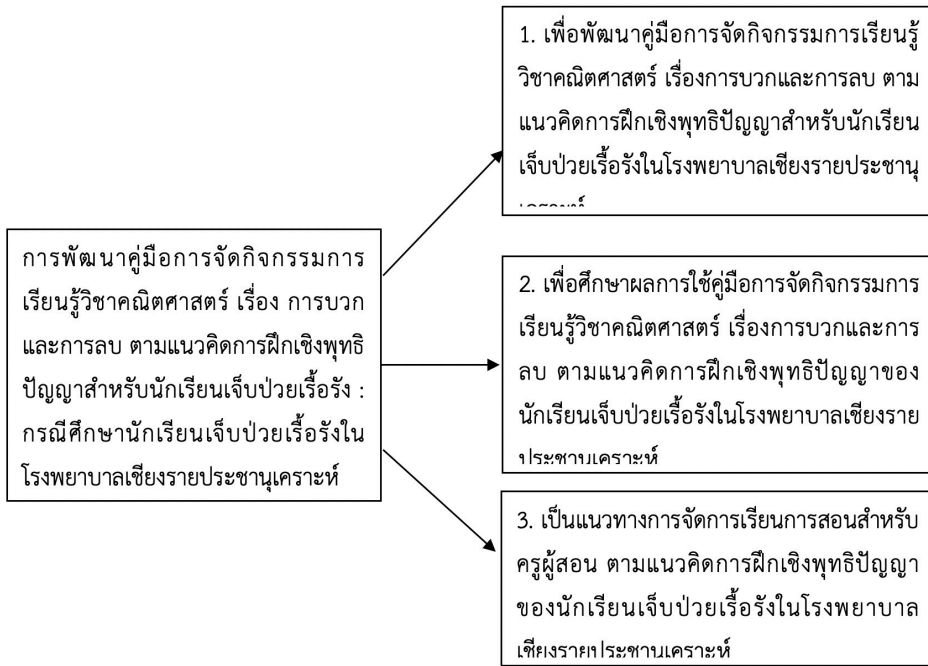 1. เพื่อพัฒนาคู่มือการจัดกิจกรรมการเรียนรู้
วิชาคณิตศาสตร์ เรื่องการบวกและการลบ ตาม
แนวคิดการฝึกเชิงพุทธิปัญญาสำหรับนักเรียน
เจ็บป่วยเรื้อรังในโรงพยาบาลเชียงรายประชานุ
เคราะห์
การพัฒนาคู่มือการจัดกิจกรรมการ
เรียนรู้วิชาคณิตศาสตร์ เรื่อง การบวก
และการลบ ตามแนวคิดการฝึกเชิงพุทธิ
ปัญญาสำหรับนักเรียนเจ็บป่วยเรื้อรัง :
กรณีศึกษานักเรียนเจ็บป่วยเรื้อรังใน
โรงพยาบาลเชียงรายประชานุเคราะห์
2. เพื่อศึกษาผลการใช้คู่มือการจัดกิจกรรมการ
เรียนรู้วิชาคณิตศาสตร์ เรื่องการบวกและการ
ลบ ตามแนวคิดการฝึกเชิงพุทธิปัญญาของ
นักเรียนเจ็บป่วยเรื้อรังในโรงพยาบาลเชียงราย
ประชานุเคราะห์
3. เป็นแนวทางการจัดการเรียนการสอนสำหรับ
ครูผู้สอน ตามแนวคิดการฝึกเชิงพุทธิปัญญา
ของนักเรียนเจ็บป่วยเรื้อรังในโรงพยาบาล
เชียงรายประชานุเคราะห์